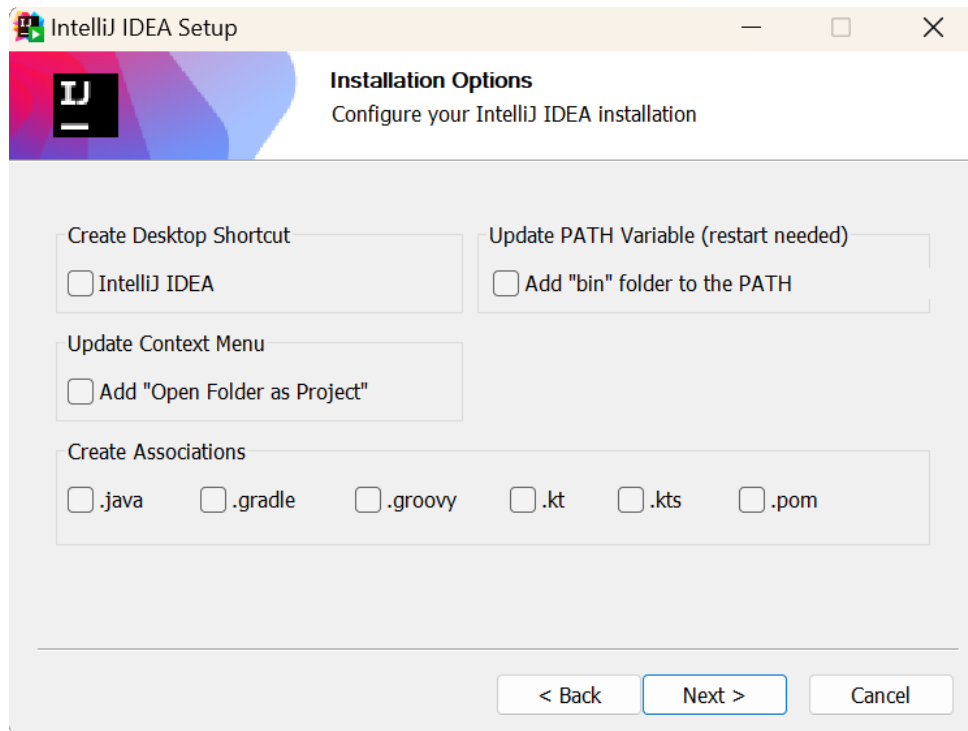 IntelliJ IDEA Setup
IJ
Installation Options
Configure your IntelliJ IDEA installation
Create Desktop Shortcut
IntelliJ IDEA
Update PATH Variable (restart needed)
Add "bin" folder to the PATH
Update Context Menu
Add "Open Folder as Project"
Create Associations
.java .gradle .groovy .kt .kts .pom
< Back Next > Cancel